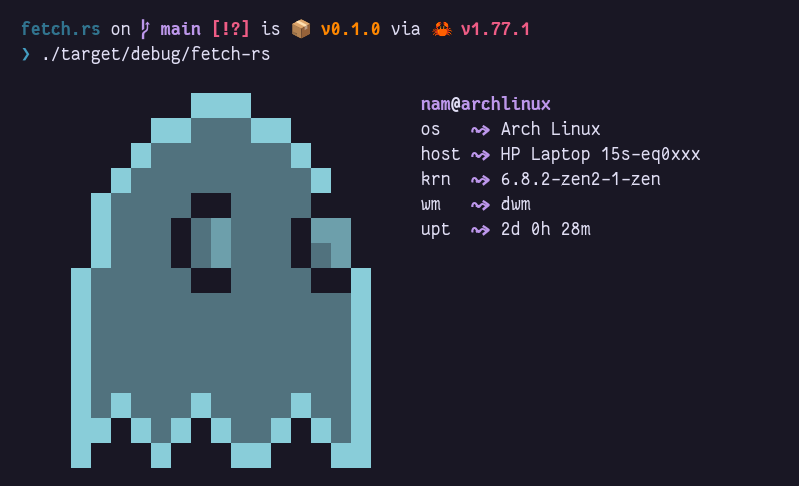 fetch.rs on main [!?] is 📦 v0.1.0 via 🦀 v1.77.1
❯ ./target/debug/fetch-rs
nam@archlinux
os ⤳ Arch Linux
host ⤳ HP Laptop 15s-eq0xxx
krn ⤳ 6.8.2-zen2-1-zen
wm ⤳ dwm
upt ⤳ 2d 0h 28m